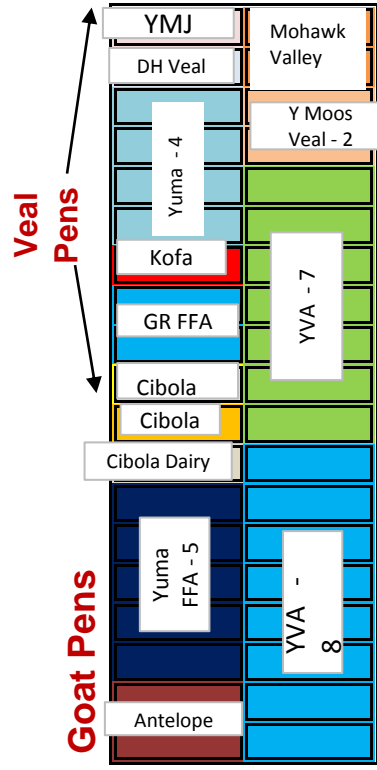 YMJ
Mohawk
Valley
DH Veal
Y Moos
Veal - 2
Yuma - 4
Veal
Pens
Kofa
GR FFA
YVA - 7
Cibola
Cibola
Cibola Dairy
Yuma
FFA - 5
YVA -
8
Goat Pens
Antelope